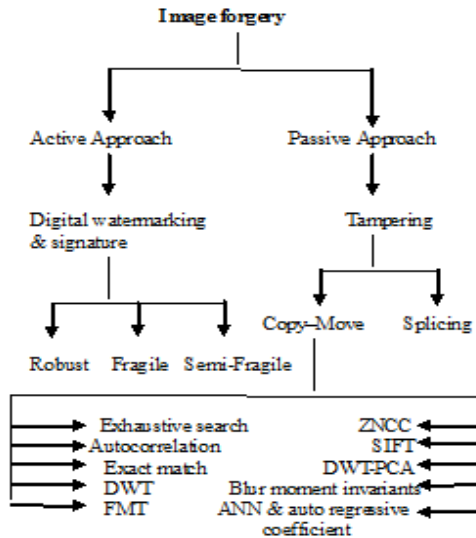 Image forgery
Active Approach
Passive Approach
Digital watermarking
& signature
Tampering
Copy–Move
Splicing
Robust
Fragile
Semi-Fragile
Exhaustive search
Autocorrelation
Exact match
DWT
FMT
ZNCC
SIFT
DWT-PCA
Blur moment invariants
ANN & auto regressive
coefficient